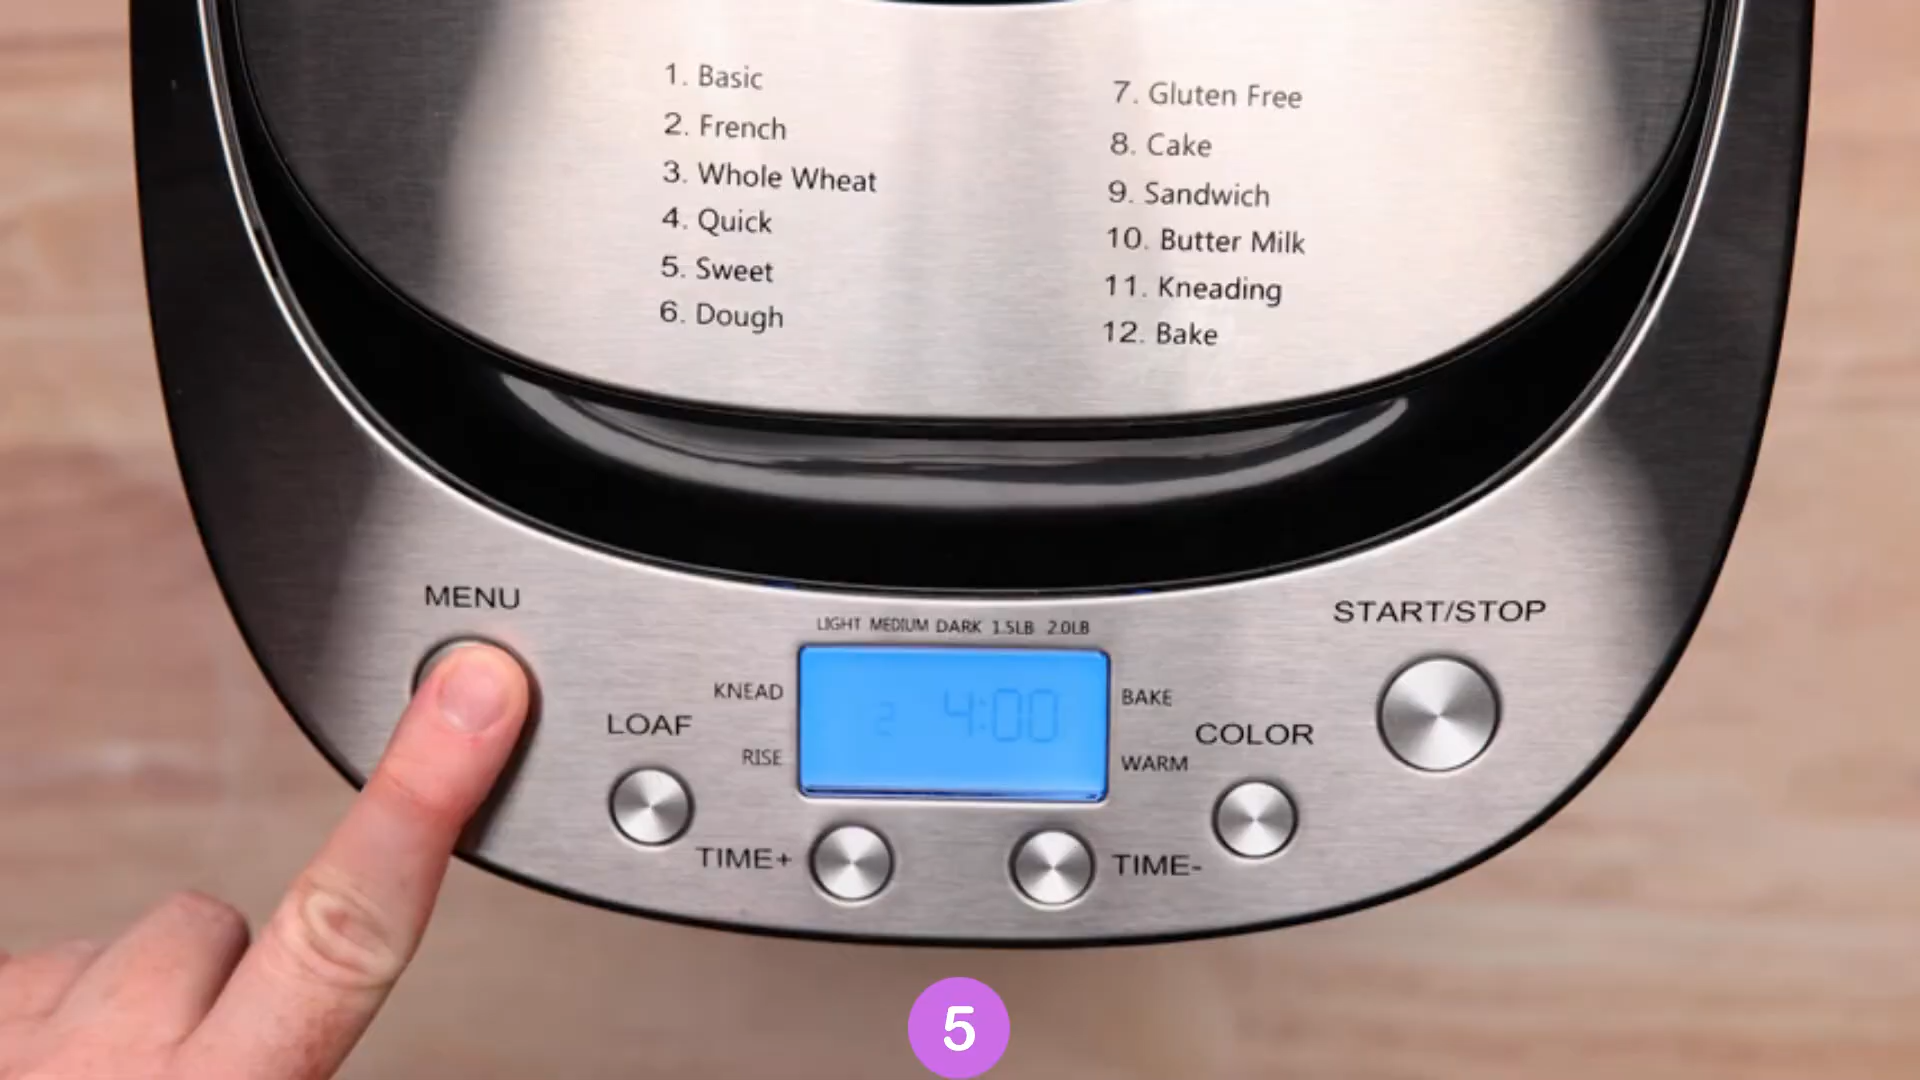 1. Basic
2. French
3. Whole Wheat
4. Quick
5. Sweet
6. Dough
7. Gluten Free
8. Cake
9. Sandwich
10. Butter Milk
11. Kneading
12. Bake
MENU
LIGHT MEDIUM DARK 1.5LB 2.0LB
START/STOP
KNEAD
2 4:00
BAKE
LOAF
COLOR
RISE
WARM
TIME+
TIME-
5